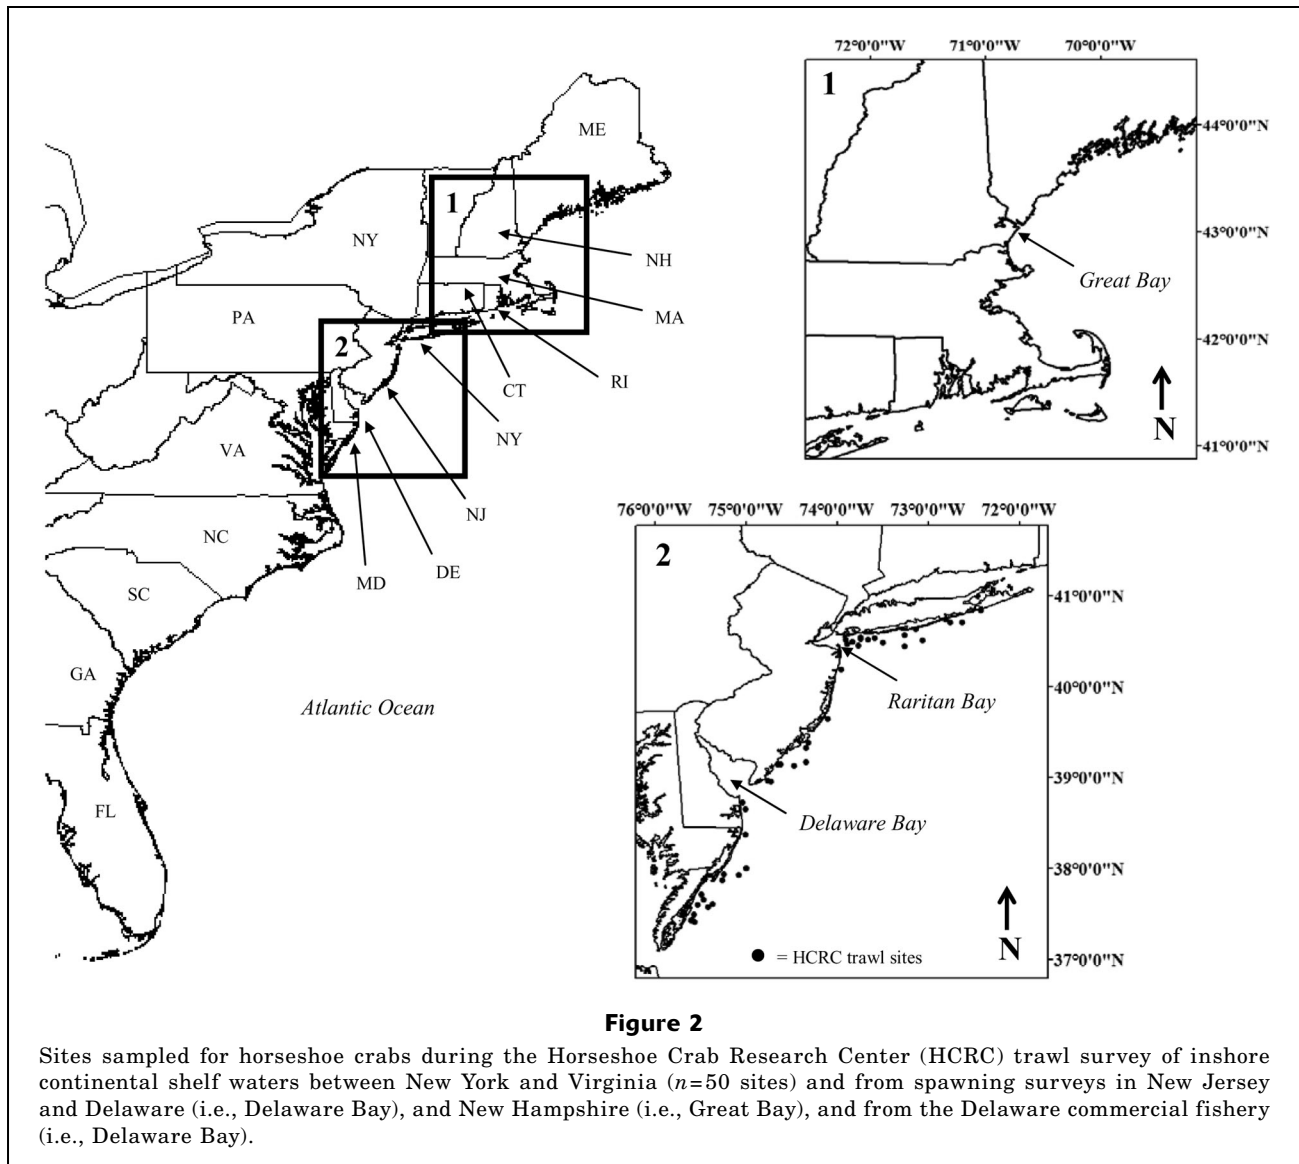 ME
NY
NH
MA
PA
RI
CT
NY
VA
NJ
NC
DE
MD
SC
GA
FL
Atlantic Ocean
1
2
72°0'0"W 71°0'0"W 70°0'0"W
1
44°0'0"N
43°0'0"N
Great Bay
42°0'0"N
N
41°0'0"N
76°0'0"W 75°0'0"W 74°0'0"W 73°0'0"W 72°0'0"W
2
41°0'0"N
40°0'0"N
Raritan Bay
39°0'0"N
Delaware Bay
38°0'0"N
N
37°0'0"N
= HCRC trawl sites
Figure 2
Sites sampled for horseshoe crabs during the Horseshoe Crab Research Center (HCRC) trawl survey of inshore
continental shelf waters between New York and Virginia (n=50 sites) and from spawning surveys in New Jersey
and Delaware (i.e., Delaware Bay), and New Hampshire (i.e., Great Bay), and from the Delaware commercial fishery
(i.e., Delaware Bay).